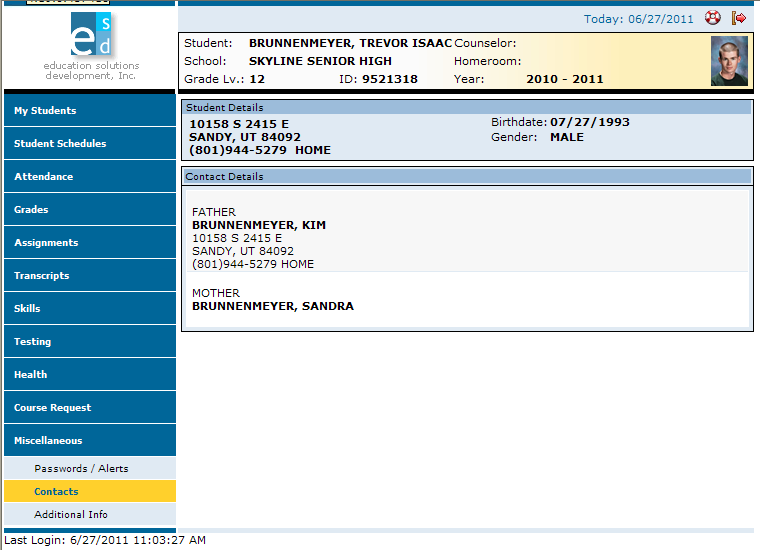 Today: 06/27/2011
ed
s
d
education solutions
development, Inc.
Student: BRUNNENMEYER, TREVOR ISAAC Counselor:
School: SKYLINE SENIOR HIGH Homeroom:
Grade Lv.: 12 ID: 9521318 Year: 2010 - 2011
My Students
Student Schedules
Attendance
Grades
Assignments
Transcripts
Skills
Testing
Health
Course Request
Miscellaneous
Passwords / Alerts
Contacts
Additional Info
Student Details
10158 S 2415 E Birthdate: 07/27/1993
SANDY, UT 84092 Gender: MALE
(801)944-5279 HOME
Contact Details
FATHER
BRUNNENMEYER, KIM
10158 S 2415 E
SANDY, UT 84092
(801)944-5279 HOME
MOTHER
BRUNNENMEYER, SANDRA
Last Login: 6/27/2011 11:03:27 AM